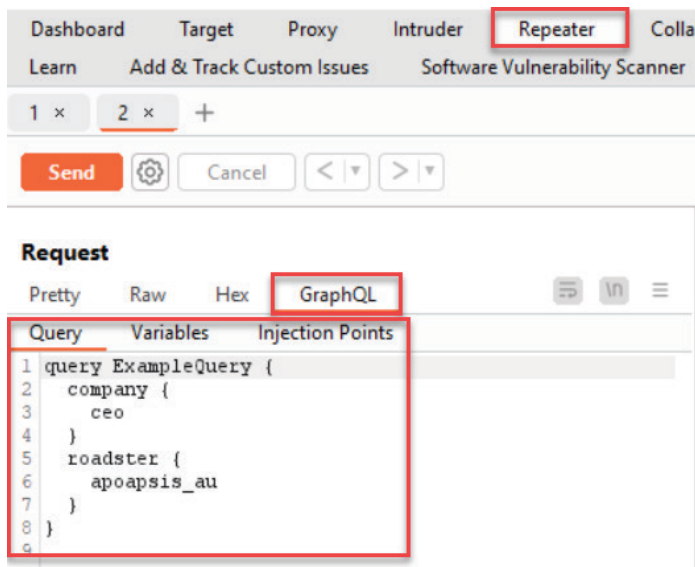 Dashboard Target Proxy Intruder Repeater Colla
Learn Add & Track Custom Issues Software Vulnerability Scanner
1 × 2 × +
Send Cancel < ▼ > ▼
Request
Pretty Raw Hex GraphQL \n
Query Variables Injection Points
1 query ExampleQuery {
2 company {
3 ceo
4 }
5 roadster {
6 apoapsis_au
7 }
8 }
9